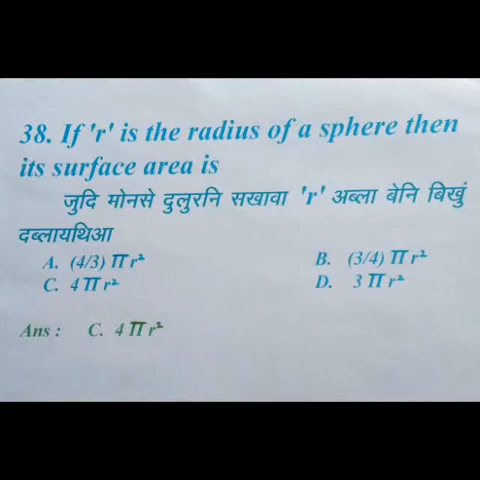 38. If 'r' is the radius of a sphere then
its surface area is
जुदि मोनसे दुलुरनि सखावा 'r' अब्ला बेनि बिखुं
दब्लायथिआ
A. (4/3) π r² B. (3/4) π r²
C. 4 π r² D. 3 π r²
Ans : C. 4 π r²